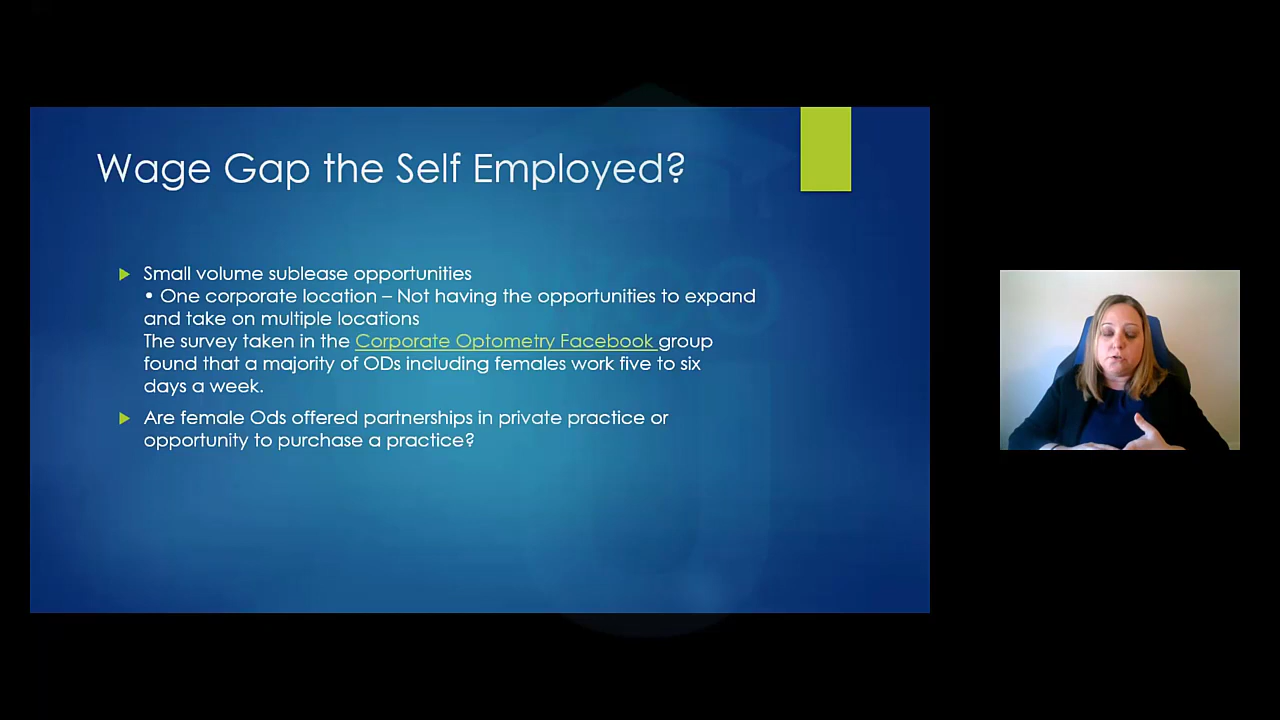 Wage Gap the Self Employed?
Small volume sublease opportunities
• One corporate location – Not having the opportunities to expand
and take on multiple locations
The survey taken in the Corporate Optometry Facebook group
found that a majority of ODs including females work five to six
days a week.
Are female Ods offered partnerships in private practice or
opportunity to purchase a practice?